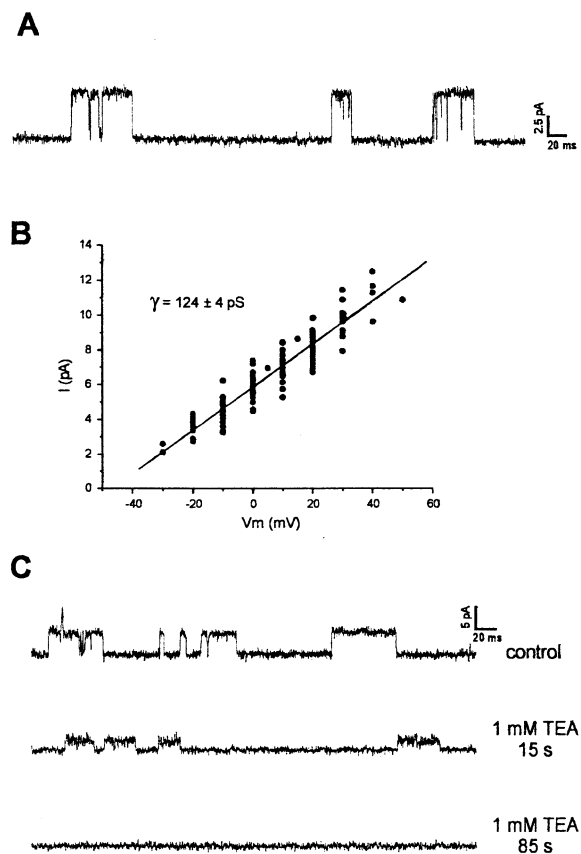 A
2.5 pA
20 ms
B
14
12
10
8
6
4
2
0
I (pA)
γ = 124 ± 4 pS
-40
-20
0
20
40
60
Vm (mV)
C
5 pA
20 ms
control
1 mM TEA
15 s
1 mM TEA
85 s